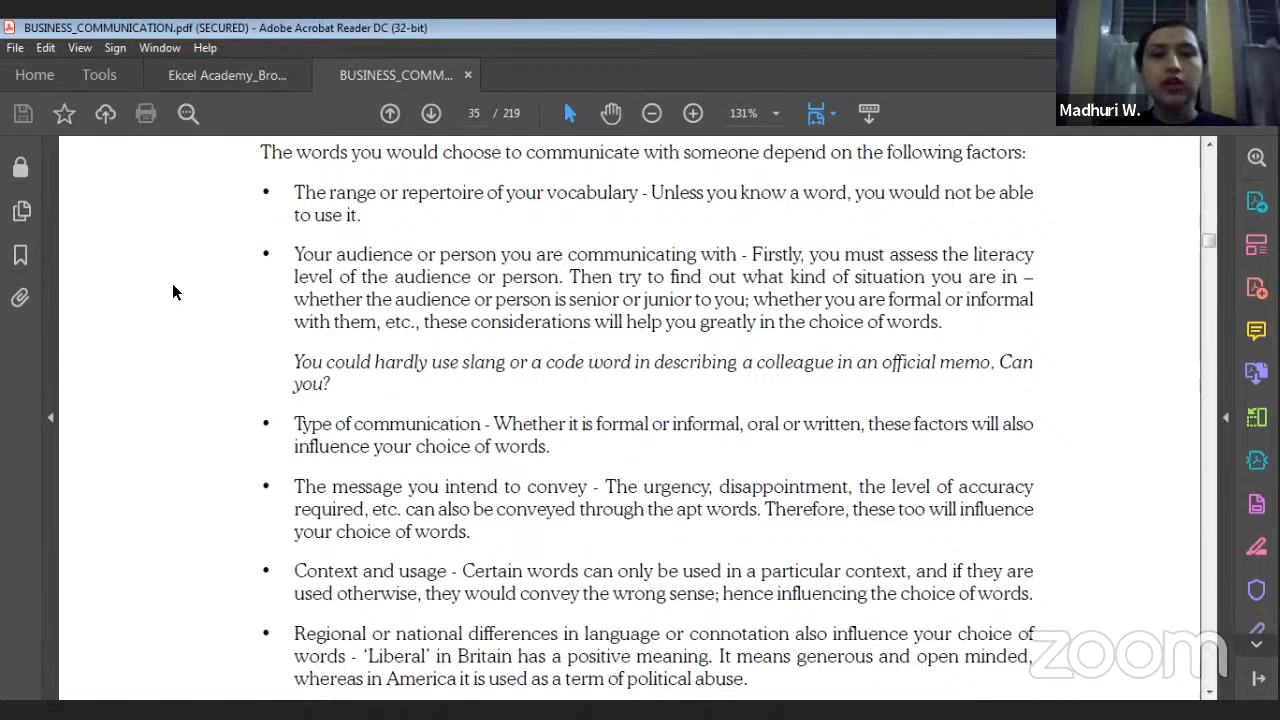 BUSINESS_COMMUNICATION.pdf (SECURED) - Adobe Acrobat Reader DC (32-bit)
File Edit View Sign Window Help
Home Tools Ekcel Academy_Bro... BUSINESS_COMM... ×
35 / 219 131%
Madhuri W.
The words you would choose to communicate with someone depend on the following factors:
• The range or repertoire of your vocabulary - Unless you know a word, you would not be able
to use it.
• Your audience or person you are communicating with - Firstly, you must assess the literacy
level of the audience or person. Then try to find out what kind of situation you are in –
whether the audience or person is senior or junior to you; whether you are formal or informal
with them, etc., these considerations will help you greatly in the choice of words.
You could hardly use slang or a code word in describing a colleague in an official memo, Can
you?
• Type of communication - Whether it is formal or informal, oral or written, these factors will also
influence your choice of words.
• The message you intend to convey - The urgency, disappointment, the level of accuracy
required, etc. can also be conveyed through the apt words. Therefore, these too will influence
your choice of words.
• Context and usage - Certain words can only be used in a particular context, and if they are
used otherwise, they would convey the wrong sense; hence influencing the choice of words.
• Regional or national differences in language or connotation also influence your choice of
words - ‘Liberal’ in Britain has a positive meaning. It means generous and open minded,
whereas in America it is used as a term of political abuse.
zoom